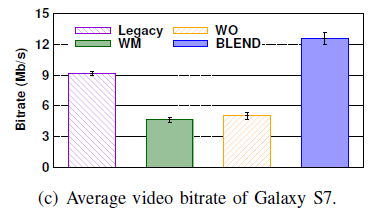 15
12
9
6
3
0
Bitrate (Mb/s)
Legacy
WO
WM
BLEND
(c) Average video bitrate of Galaxy S7.